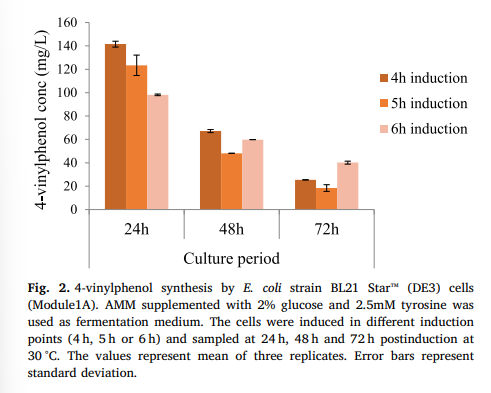 160
140
120
100
80
60
40
20
0
4-vinylphenol conc (mg/L)
4h induction
5h induction
6h induction
24h 48h 72h
Culture period
Fig. 2. 4-vinylphenol synthesis by E. coli strain BL21 Star™ (DE3) cells
(Module1A). AMM supplemented with 2% glucose and 2.5mM tyrosine was
used as fermentation medium. The cells were induced in different induction
points (4 h, 5 h or 6 h) and sampled at 24 h, 48 h and 72 h postinduction at
30 °C. The values represent mean of three replicates. Error bars represent
standard deviation.